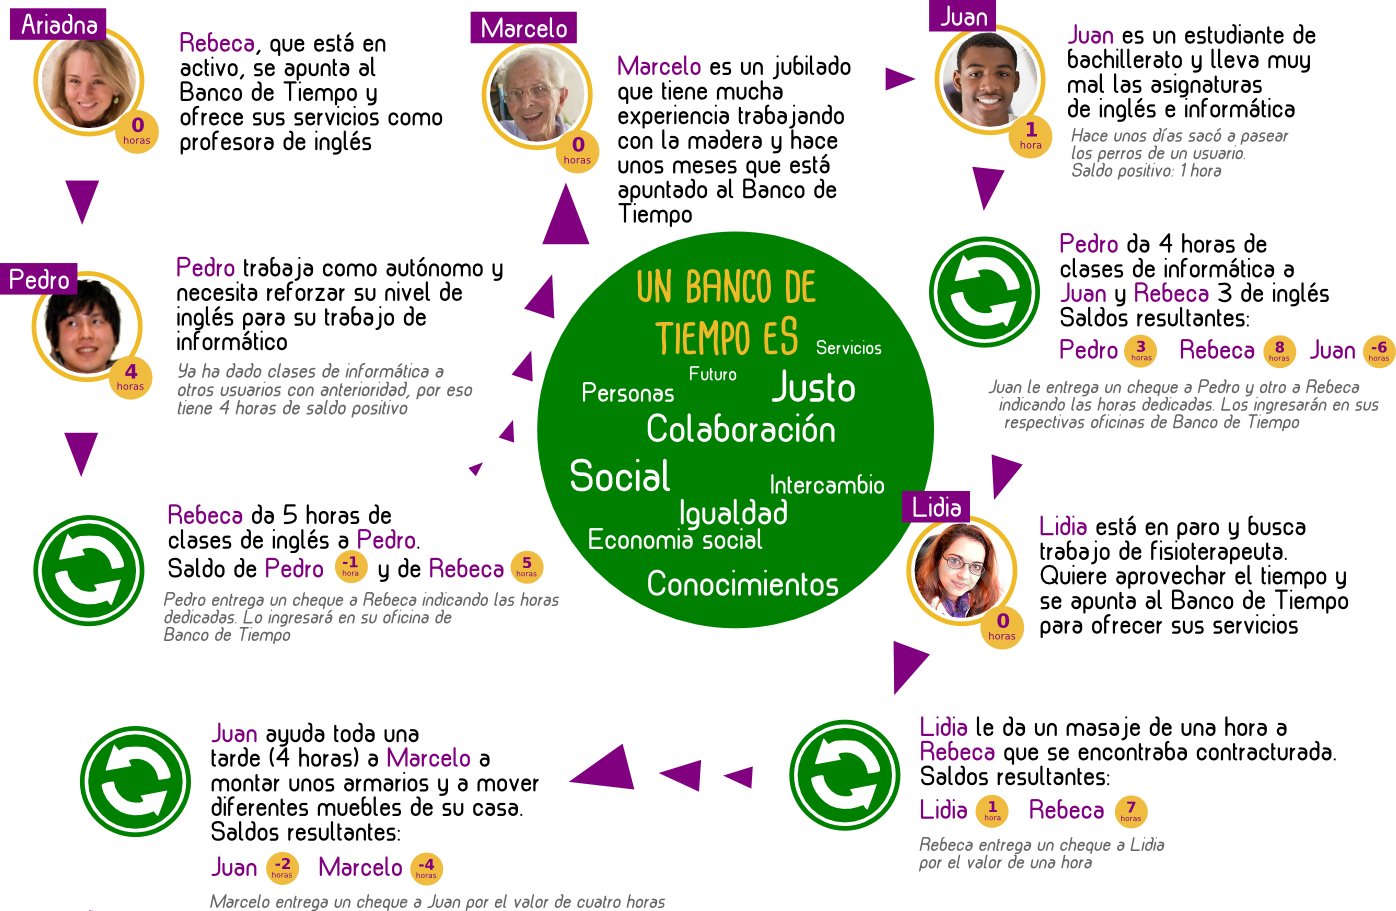 Ariadna
0
horas
Rebeca, que está en
activo, se apunta al
Banco de Tiempo y
ofrece sus servicios como
profesora de inglés
Pedro
4
horas
Pedro trabaja como autónomo y
necesita reforzar su nivel de
inglés para su trabajo de
informático
Ya ha dado clases de informática a
otros usuarios con anterioridad, por eso
tiene 4 horas de saldo positivo
Rebeca da 5 horas de
clases de inglés a Pedro.
Saldo de Pedro -1 hora y de Rebeca 5 horas
Pedro entrega un cheque a Rebeca indicando las horas
dedicadas. Lo ingresará en su oficina de
Banco de Tiempo
Marcelo
0
horas
Marcelo es un jubilado
que tiene mucha
experiencia trabajando
con la madera y hace
unos meses que está
apuntado al Banco de
Tiempo
UN BANCO DE
TIEMPO ES
Servicios
Futuro
Personas
Justo
Colaboración
Social
Intercambio
Igualdad
Economia social
Conocimientos
Juan
1
hora
Juan es un estudiante de
bachillerato y lleva muy
mal las asignaturas
de inglés e informática
Hace unos días sacó a pasear
los perros de un usuario.
Saldo positivo: 1 hora
Pedro da 4 horas de
clases de informática a
Juan y Rebeca 3 de inglés
Saldos resultantes:
Pedro 3 horas Rebeca 8 horas Juan -6 horas
Juan le entrega un cheque a Pedro y otro a Rebeca
indicando las horas dedicadas. Los ingresarán en sus
respectivas oficinas de Banco de Tiempo
Lidia
0
horas
Lidia está en paro y busca
trabajo de fisioterapeuta.
Quiere aprovechar el tiempo y
se apunta al Banco de Tiempo
para ofrecer sus servicios
Lidia le da un masaje de una hora a
Rebeca que se encontraba contracturada.
Saldos resultantes:
Lidia 1 hora Rebeca 7 horas
Rebeca entrega un cheque a Lidia
por el valor de una hora
Juan ayuda toda una
tarde (4 horas) a Marcelo a
montar unos armarios y a mover
diferentes muebles de su casa.
Saldos resultantes:
Juan -2 horas Marcelo -4 horas
Marcelo entrega un cheque a Juan por el valor de cuatro horas